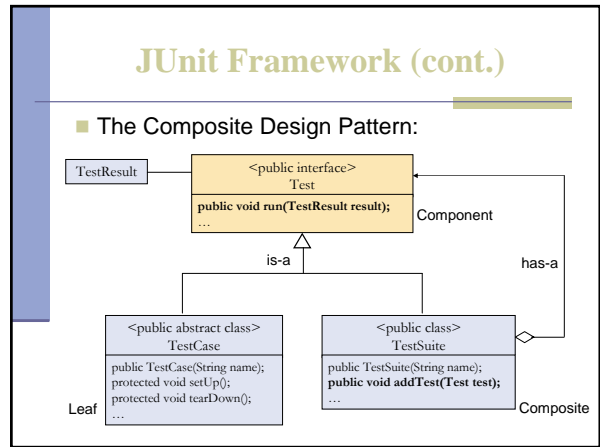 JUnit Framework (cont.)
■ The Composite Design Pattern:
TestResult
<public interface>
Test
public void run(TestResult result);
…
Component
is-a
has-a
<public abstract class>
TestCase
public TestCase(String name);
protected void setUp();
protected void tearDown();
…
Leaf
<public class>
TestSuite
public TestSuite(String name);
public void addTest(Test test);
…
Composite